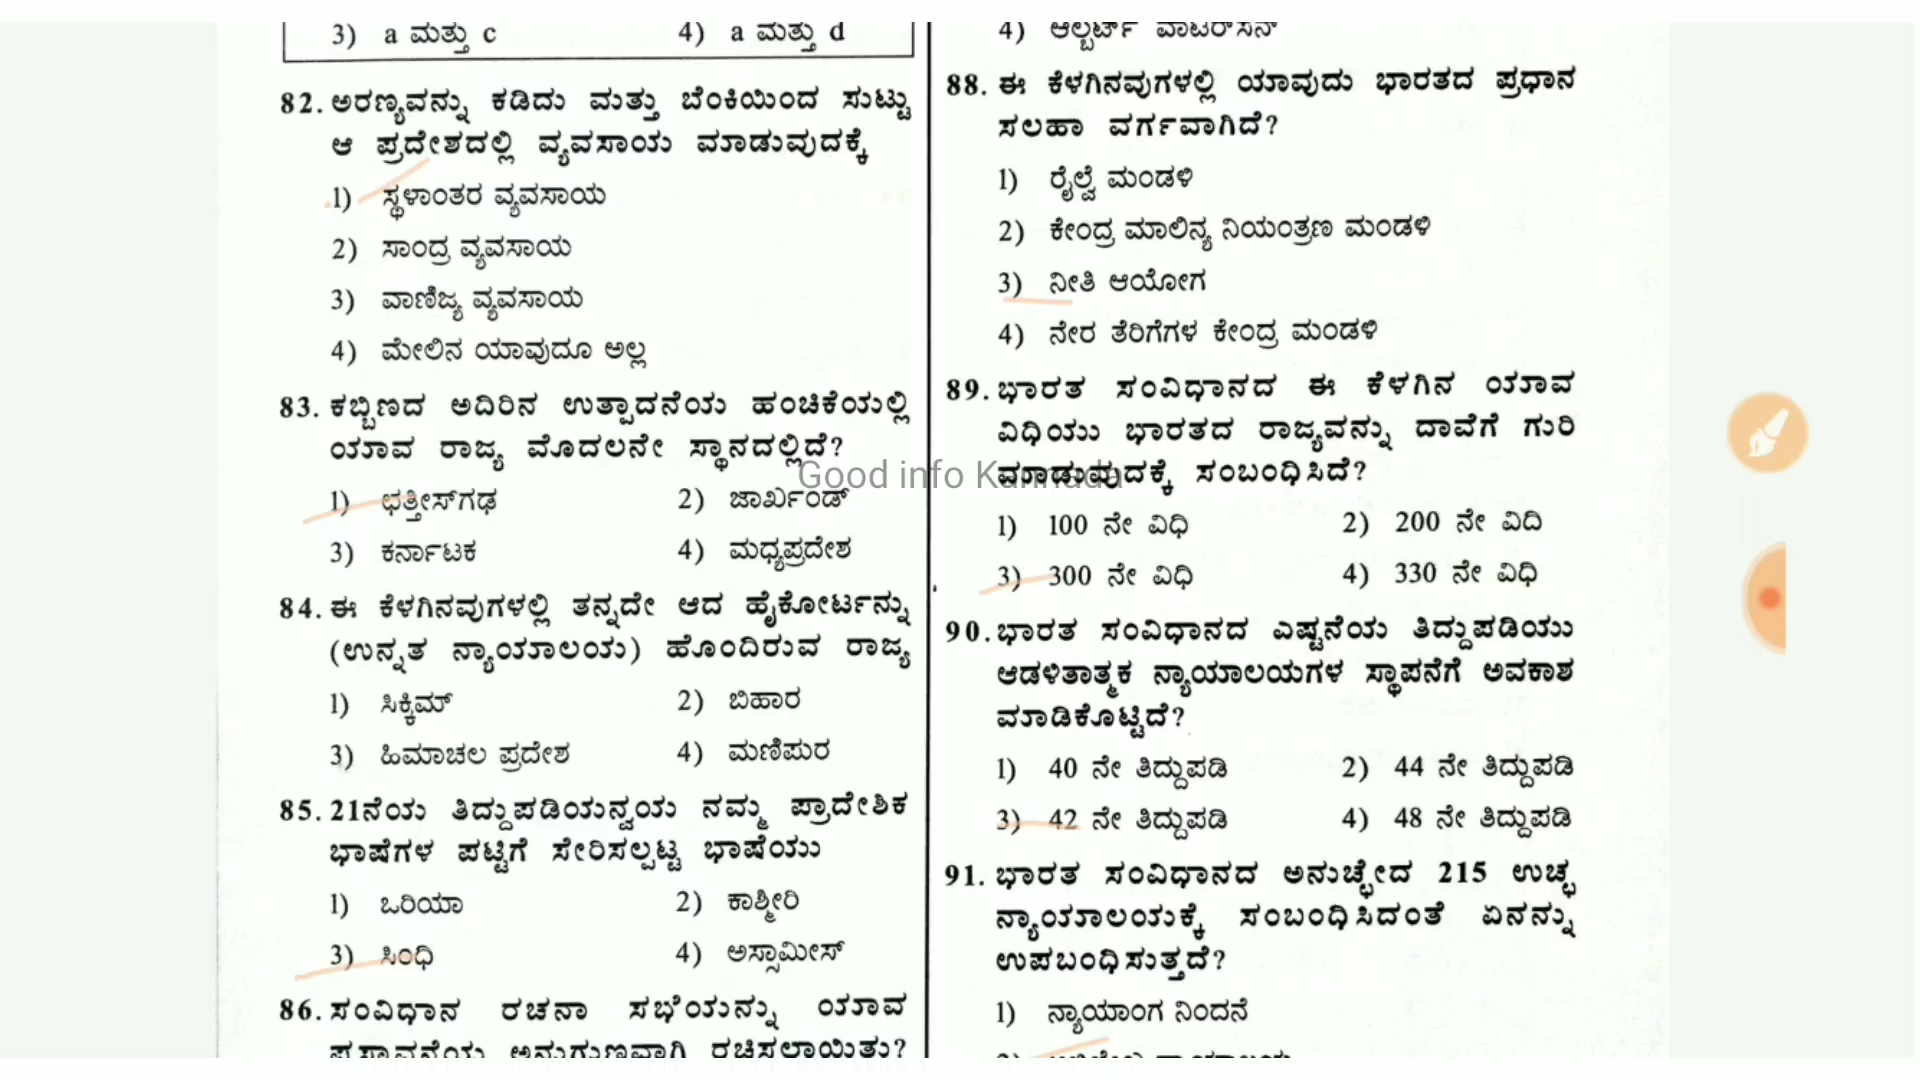 3) a ಮತ್ತು c 4) a ಮತ್ತು d
82. ಅರಣ್ಯವನ್ನು ಕಡಿದು ಮತ್ತು ಬೆಂಕಿಯಿಂದ ಸುಟ್ಟು
ಆ ಪ್ರದೇಶದಲ್ಲಿ ವ್ಯವಸಾಯ ಮಾಡುವುದಕ್ಕೆ
1) ಸ್ಥಳಾಂತರ ವ್ಯವಸಾಯ
2) ಸಾಂದ್ರ ವ್ಯವಸಾಯ
3) ವಾಣಿಜ್ಯ ವ್ಯವಸಾಯ
4) ಮೇಲಿನ ಯಾವುದೂ ಅಲ್ಲ
83. ಕಬ್ಬಿಣದ ಅದಿರಿನ ಉತ್ಪಾದನೆಯ ಹಂಚಿಕೆಯಲ್ಲಿ
ಯಾವ ರಾಜ್ಯ ಮೊದಲನೇ ಸ್ಥಾನದಲ್ಲಿದೆ?
1) ಛತ್ತೀಸ್‌ಗಢ 2) ಜಾರ್ಖಂಡ್
3) ಕರ್ನಾಟಕ 4) ಮಧ್ಯಪ್ರದೇಶ
84. ಈ ಕೆಳಗಿನವುಗಳಲ್ಲಿ ತನ್ನದೇ ಆದ ಹೈಕೋರ್ಟನ್ನು
(ಉನ್ನತ ನ್ಯಾಯಾಲಯ) ಹೊಂದಿರುವ ರಾಜ್ಯ
1) ಸಿಕ್ಕಿಮ್ 2) ಬಿಹಾರ
3) ಹಿಮಾಚಲ ಪ್ರದೇಶ 4) ಮಣಿಪುರ
85. 21ನೆಯ ತಿದ್ದುಪಡಿಯನ್ವಯ ನಮ್ಮ ಪ್ರಾದೇಶಿಕ
ಭಾಷೆಗಳ ಪಟ್ಟಿಗೆ ಸೇರಿಸಲ್ಪಟ್ಟ ಭಾಷೆಯು
1) ಒರಿಯಾ 2) ಕಾಶ್ಮೀರಿ
3) ಸಿಂಧಿ 4) ಅಸ್ಸಾಮೀಸ್
86. ಸಂವಿಧಾನ ರಚನಾ ಸಭೆಯನ್ನು ಯಾವ
ಪ್ರಸ್ತಾವನೆಯ ಅನುಗುಣವಾಗಿ ರಚಿಸಲಾಯಿತು?
4) ಆಲ್ಬರ್ಟ್ ವಾಟರ್‌ಸನ್
88. ಈ ಕೆಳಗಿನವುಗಳಲ್ಲಿ ಯಾವುದು ಭಾರತದ ಪ್ರಧಾನ
ಸಲಹಾ ವರ್ಗವಾಗಿದೆ?
1) ರೈಲ್ವೆ ಮಂಡಳಿ
2) ಕೇಂದ್ರ ಮಾಲಿನ್ಯ ನಿಯಂತ್ರಣ ಮಂಡಳಿ
3) ನೀತಿ ಆಯೋಗ
4) ನೇರ ತೆರಿಗೆಗಳ ಕೇಂದ್ರ ಮಂಡಳಿ
89. ಭಾರತ ಸಂವಿಧಾನದ ಈ ಕೆಳಗಿನ ಯಾವ
ವಿಧಿಯು ಭಾರತದ ರಾಜ್ಯವನ್ನು ದಾವೆಗೆ ಗುರಿ
ಮಾಡುವುದಕ್ಕೆ ಸಂಬಂಧಿಸಿದೆ?
Good info Kannada
1) 100 ನೇ ವಿಧಿ 2) 200 ನೇ ವಿದಿ
3) 300 ನೇ ವಿಧಿ 4) 330 ನೇ ವಿಧಿ
90. ಭಾರತ ಸಂವಿಧಾನದ ಎಷ್ಟನೆಯ ತಿದ್ದುಪಡಿಯು
ಆಡಳಿತಾತ್ಮಕ ನ್ಯಾಯಾಲಯಗಳ ಸ್ಥಾಪನೆಗೆ ಅವಕಾಶ
ಮಾಡಿಕೊಟ್ಟಿದೆ?
1) 40 ನೇ ತಿದ್ದುಪಡಿ 2) 44 ನೇ ತಿದ್ದುಪಡಿ
3) 42 ನೇ ತಿದ್ದುಪಡಿ 4) 48 ನೇ ತಿದ್ದುಪಡಿ
91. ಭಾರತ ಸಂವಿಧಾನದ ಅನುಚ್ಛೇದ 215 ಉಚ್ಛ
ನ್ಯಾಯಾಲಯಕ್ಕೆ ಸಂಬಂಧಿಸಿದಂತೆ ಏನನ್ನು
ಉಪಬಂಧಿಸುತ್ತದೆ?
1) ನ್ಯಾಯಾಂಗ ನಿಂದನೆ